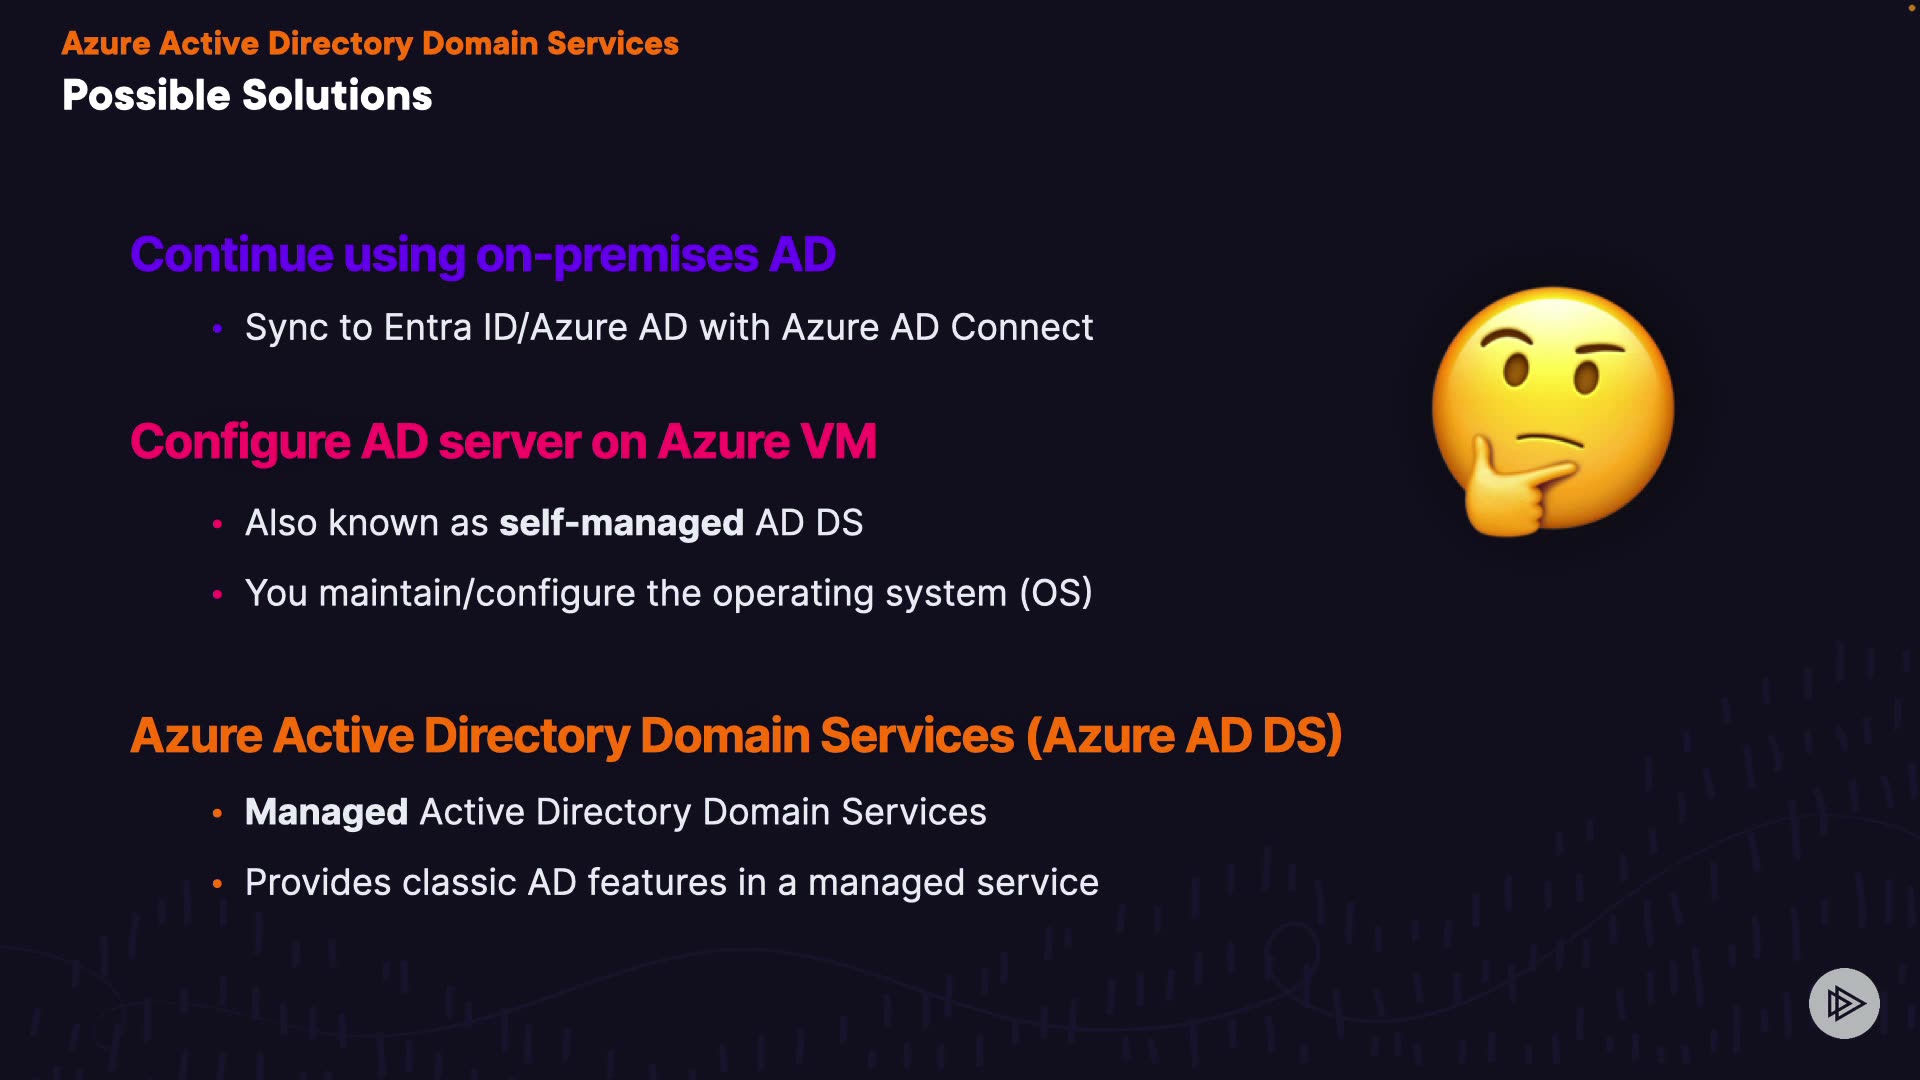 Azure Active Directory Domain Services
Possible Solutions
Continue using on-premises AD
• Sync to Entra ID/Azure AD with Azure AD Connect
Configure AD server on Azure VM
• Also known as self-managed AD DS
• You maintain/configure the operating system (OS)
Azure Active Directory Domain Services (Azure AD DS)
• Managed Active Directory Domain Services
• Provides classic AD features in a managed service